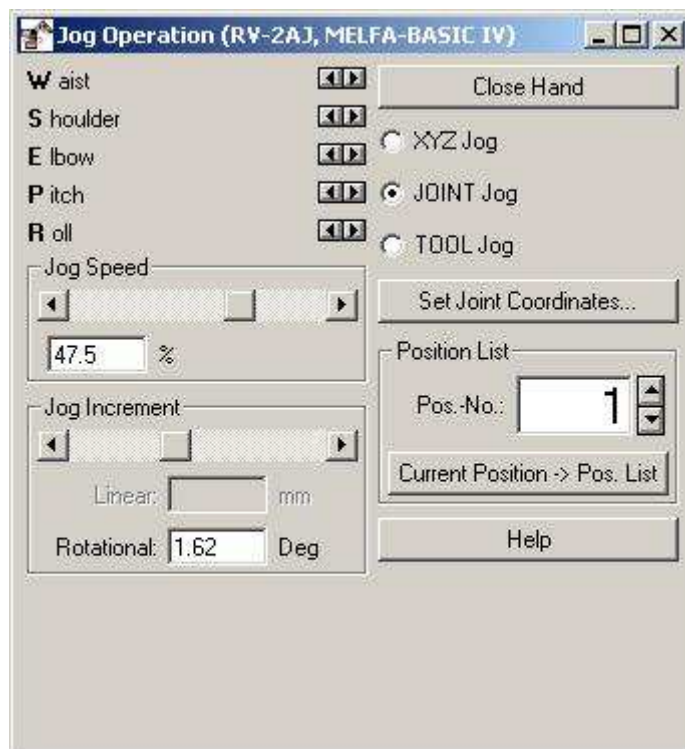 Jog Operation (RV-2AJ, MELFA-BASIC IV)
W aist
S houlder
E lbow
P itch
R oll
Jog Speed
47.5 %
Jog Increment
Linear: mm
Rotational: 1.62 Deg
Close Hand
XYZ Jog
JOINT Jog
TOOL Jog
Set Joint Coordinates...
Position List
Pos.-No.: 1
Current Position -> Pos. List
Help